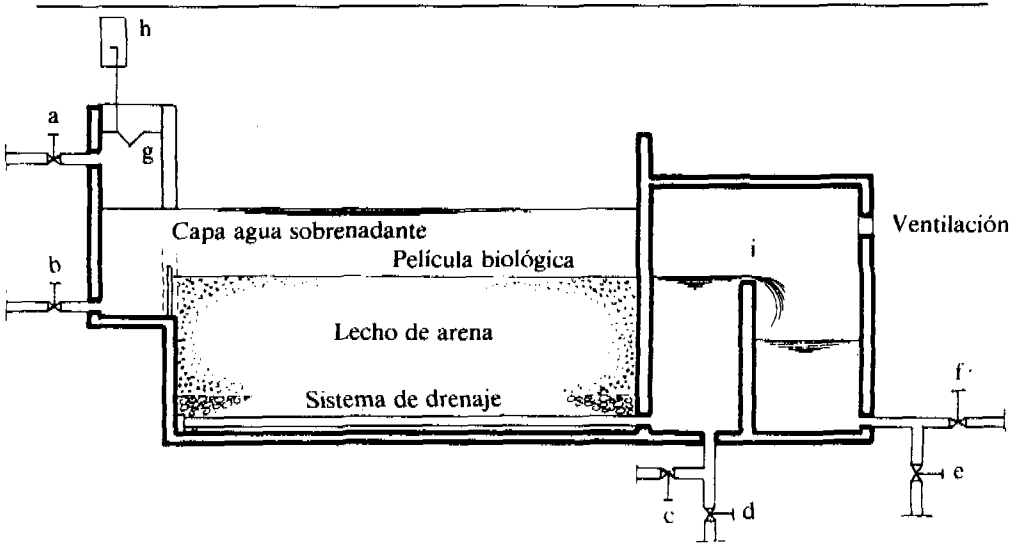 h
a
g
Capa agua sobrenadante
Ventilación
i
b
Película biológica
Lecho de arena
Sistema de drenaje
f
e
c
d